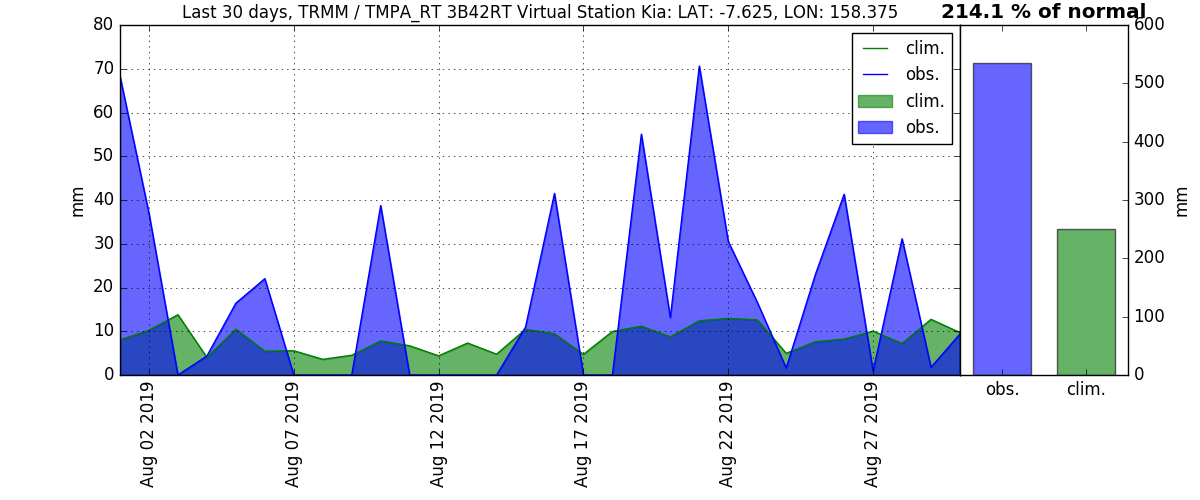 Last 30 days, TRMM / TMPA_RT 3B42RT Virtual Station Kia: LAT: -7.625, LON: 158.375
214.1 % of normal
80
70
60
50
40
30
20
10
0
mm
clim.
obs.
clim.
obs.
600
500
400
300
200
100
0
mm
obs.
clim.
Aug 02 2019
Aug 07 2019
Aug 12 2019
Aug 17 2019
Aug 22 2019
Aug 27 2019